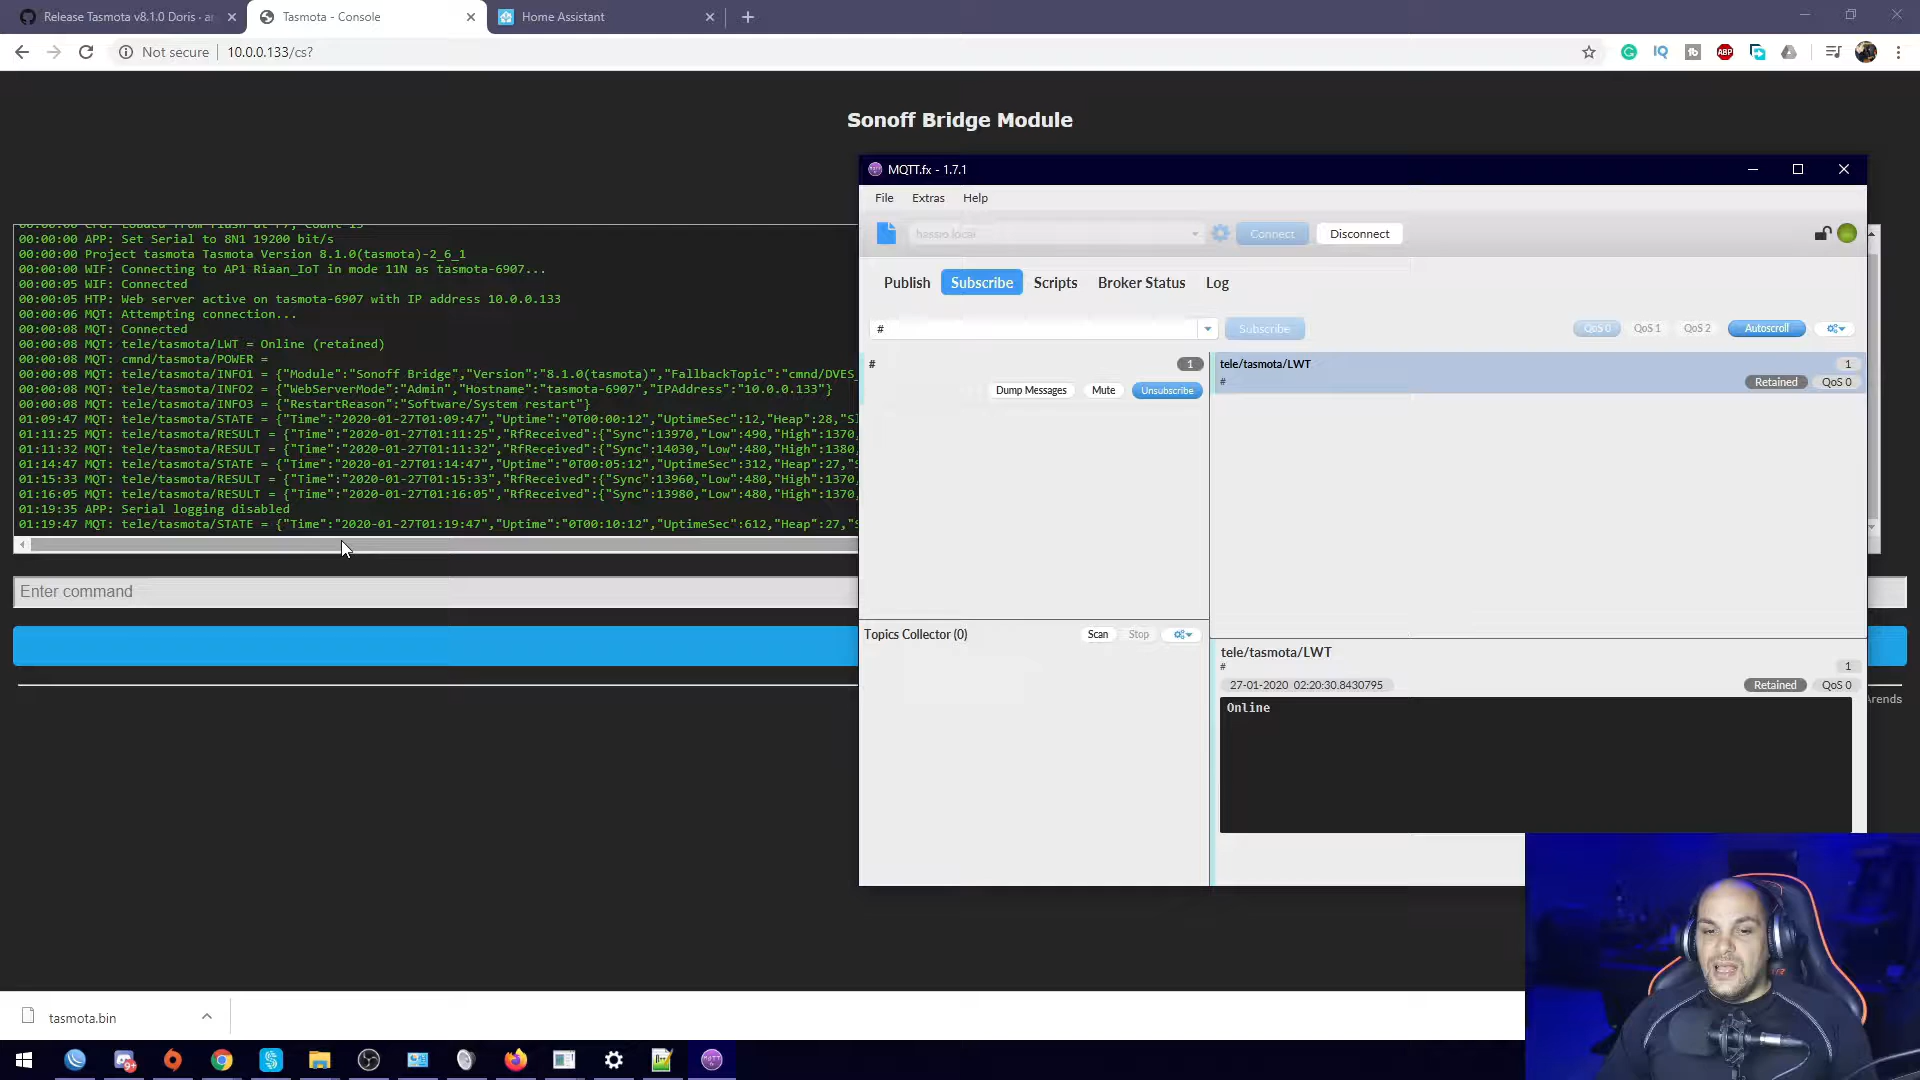 Release Tasmota v8.1.0 Doris · ar
Tasmota - Console
Home Assistant
Not secure
10.0.0.133/cs?
Sonoff Bridge Module
00:00:00 APP: Set Serial to 8N1 19200 bit/s
00:00:00 Project tasmota Tasmota Version 8.1.0(tasmota)-2_6_1
00:00:00 WIF: Connecting to AP1 Riaan_IoT in mode 11N as tasmota-6907...
00:00:05 WIF: Connected
00:00:05 HTP: Web server active on tasmota-6907 with IP address 10.0.0.133
00:00:06 MQT: Attempting connection...
00:00:08 MQT: Connected
00:00:08 MQT: tele/tasmota/LWT = Online (retained)
00:00:08 MQT: cmnd/tasmota/POWER =
00:00:08 MQT: tele/tasmota/INFO1 = {"Module":"Sonoff Bridge","Version":"8.1.0(tasmota)","FallbackTopic":"cmnd/DVES_
00:00:08 MQT: tele/tasmota/INFO2 = {"WebServerMode":"Admin","Hostname":"tasmota-6907","IPAddress":"10.0.0.133"}
00:00:08 MQT: tele/tasmota/INFO3 = {"RestartReason":"Software/System restart"}
01:09:47 MQT: tele/tasmota/STATE = {"Time":"2020-01-27T01:09:47","Uptime":"0T00:00:12","UptimeSec":12,"Heap":28,"Sl
01:11:25 MQT: tele/tasmota/RESULT = {"Time":"2020-01-27T01:11:25","RfReceived":{"Sync":13970,"Low":490,"High":1370,
01:11:32 MQT: tele/tasmota/RESULT = {"Time":"2020-01-27T01:11:32","RfReceived":{"Sync":14030,"Low":480,"High":1380,
01:14:47 MQT: tele/tasmota/STATE = {"Time":"2020-01-27T01:14:47","Uptime":"0T00:05:12","UptimeSec":312,"Heap":27,"S
01:15:33 MQT: tele/tasmota/RESULT = {"Time":"2020-01-27T01:15:33","RfReceived":{"Sync":13960,"Low":480,"High":1370,
01:16:05 MQT: tele/tasmota/RESULT = {"Time":"2020-01-27T01:16:05","RfReceived":{"Sync":13980,"Low":480,"High":1370,
01:19:35 APP: Serial logging disabled
01:19:47 MQT: tele/tasmota/STATE = {"Time":"2020-01-27T01:19:47","Uptime":"0T00:10:12","UptimeSec":612,"Heap":27,"S
Enter command
Arends
MQTT.fx - 1.7.1
File Extras Help
hassio.local Connect Disconnect
Publish Subscribe Scripts Broker Status Log
# Subscribe QoS 0 QoS 1 QoS 2 Autoscroll
# 1
Dump Messages Mute Unsubscribe
tele/tasmota/LWT 1
# Retained QoS 0
Topics Collector (0) Scan Stop
tele/tasmota/LWT
# 1
27-01-2020 02:20:30.8430795 Retained QoS 0
Online
tasmota.bin